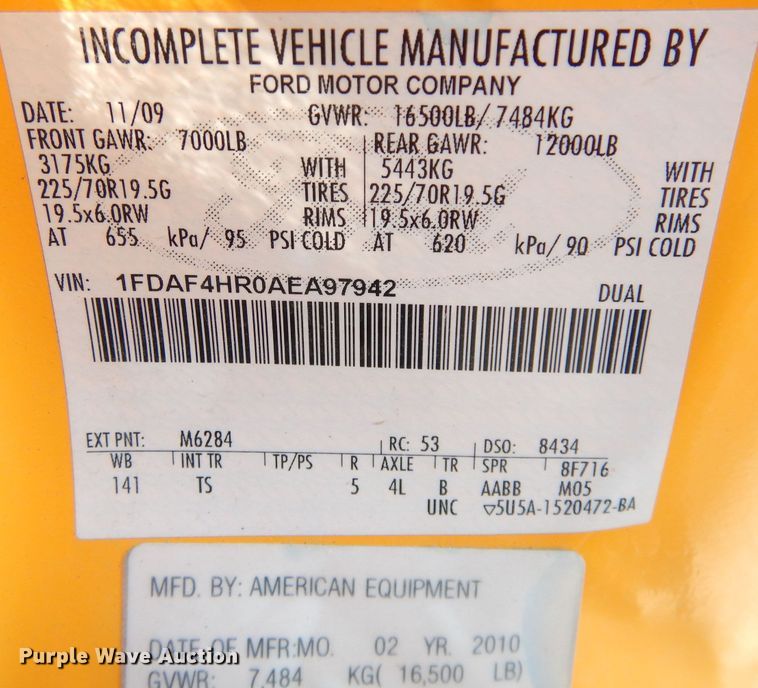 INCOMPLETE VEHICLE MANUFACTURED BY
FORD MOTOR COMPANY
DATE: 11/09 GVWR: 16500LB/ 7484KG
FRONT GAWR: 7000LB REAR GAWR: 12000LB
3175KG WITH 5443KG WITH
225/70R19.5G TIRES 225/70R19.5G TIRES
19.5x6.0RW RIMS 19.5x6.0RW RIMS
AT 655 kPa/ 95 PSI COLD AT 620 kPa/ 90 PSI COLD
VIN: 1FDAF4HR0AEA97942 DUAL
EXT PNT: M6284 RC: 53 DSO: 8434
WB INT TR TP/PS R AXLE TR SPR 8F716
141 TS 5 4L B AABB M05
UNC ▽5U5A-1520472-BA
MFD. BY: AMERICAN EQUIPMENT
DATE OF MFR:MO. 02 YR. 2010
GVWR: 7,484 KG( 16,500 LB)
Purple Wave Auction